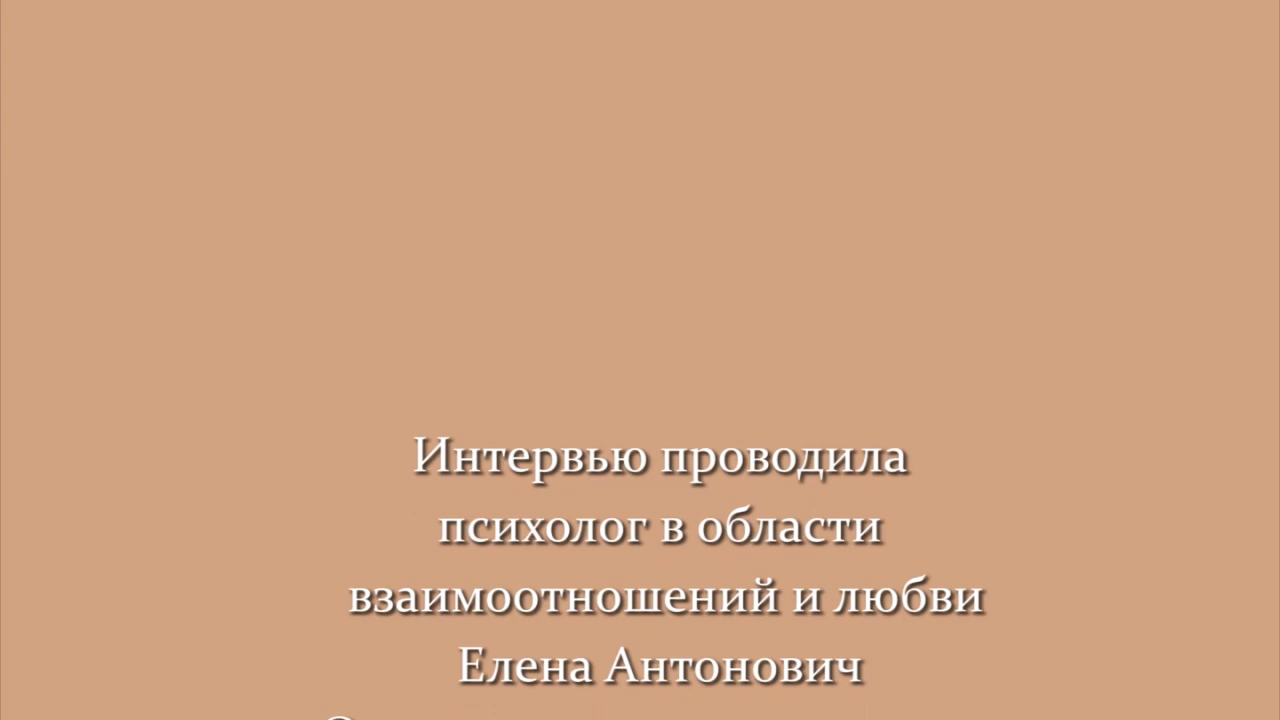 Интервью проводила
психолог в области
взаимоотношений и любви
Елена Антонович